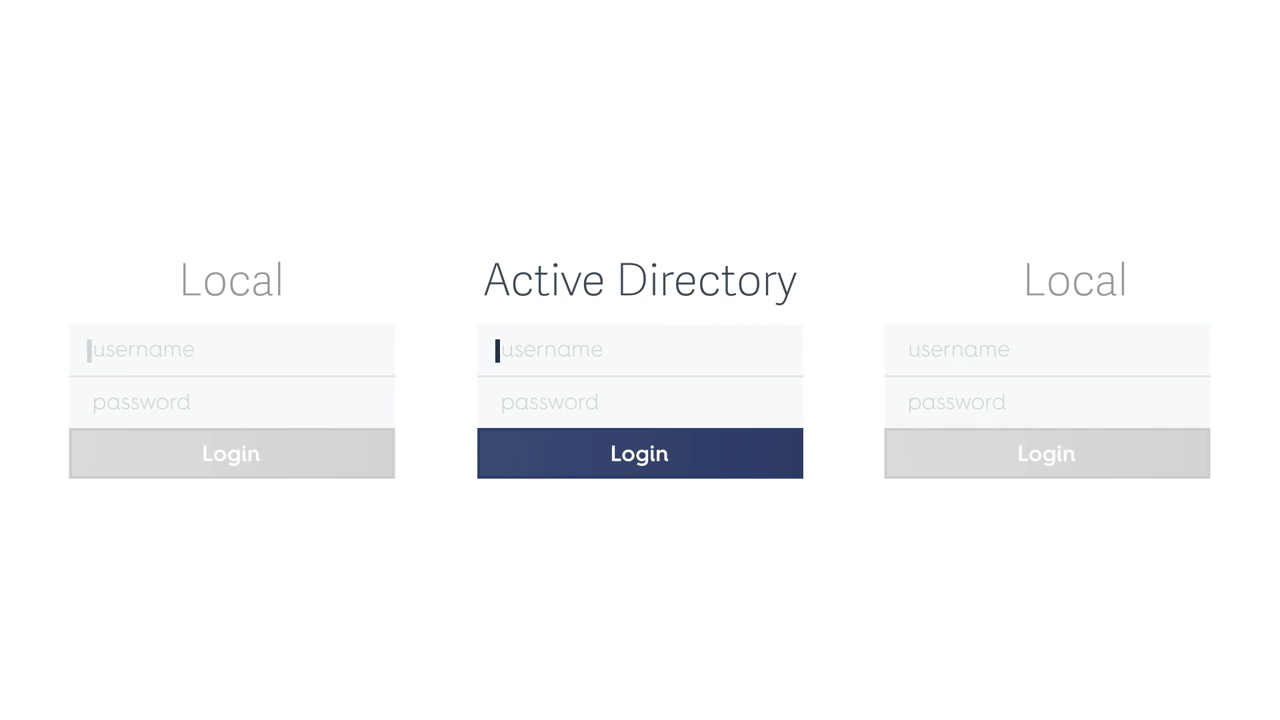 Local
username
password
Login
Active Directory
username
password
Login
Local
username
password
Login